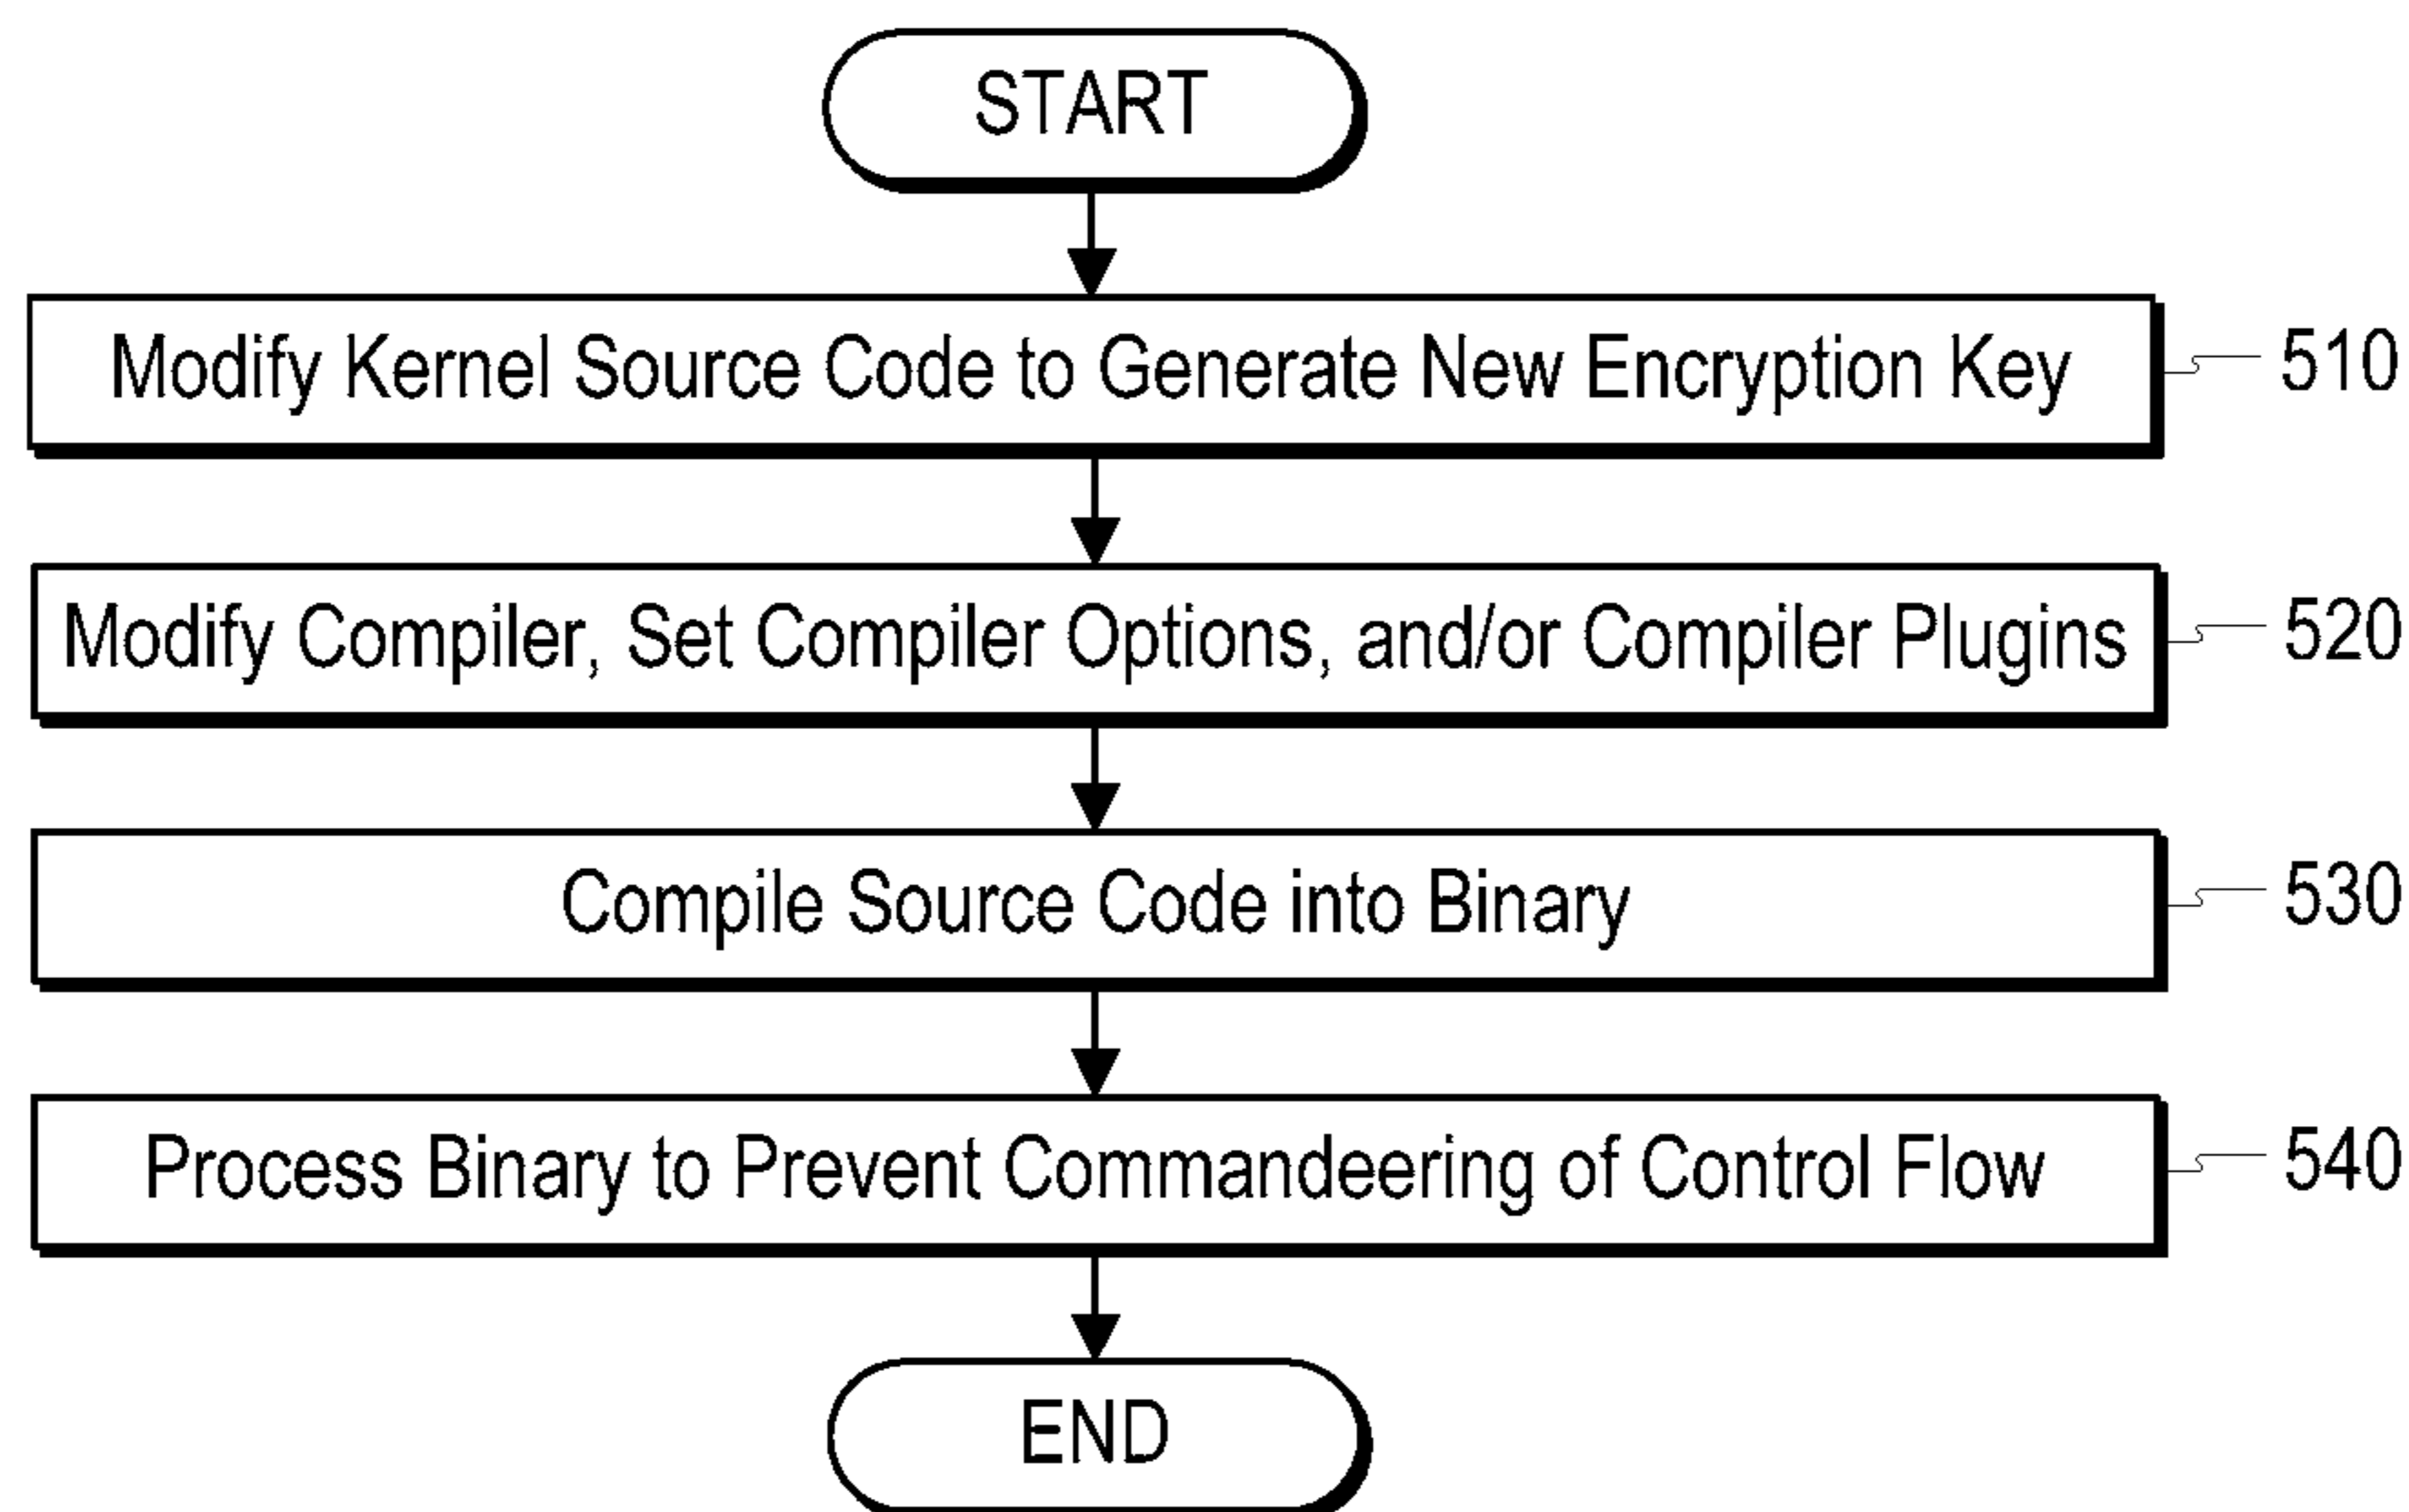 START
Modify Kernel Source Code to Generate New Encryption Key 510
Modify Compiler, Set Compiler Options, and/or Compiler Plugins 520
Compile Source Code into Binary 530
Process Binary to Prevent Commandeering of Control Flow 540
END